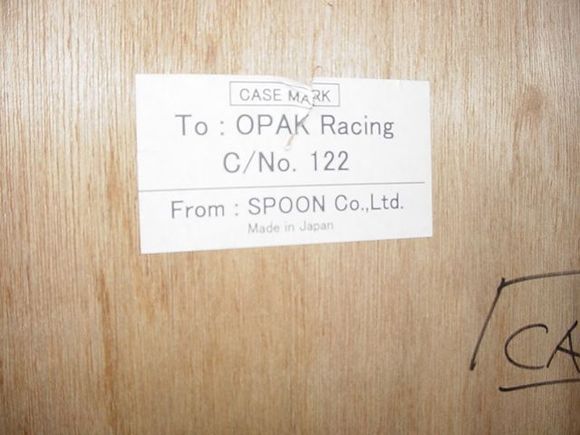 CASE MARK
To : OPAK Racing
C/No. 122
From : SPOON Co.,Ltd.
Made in Japan
CA